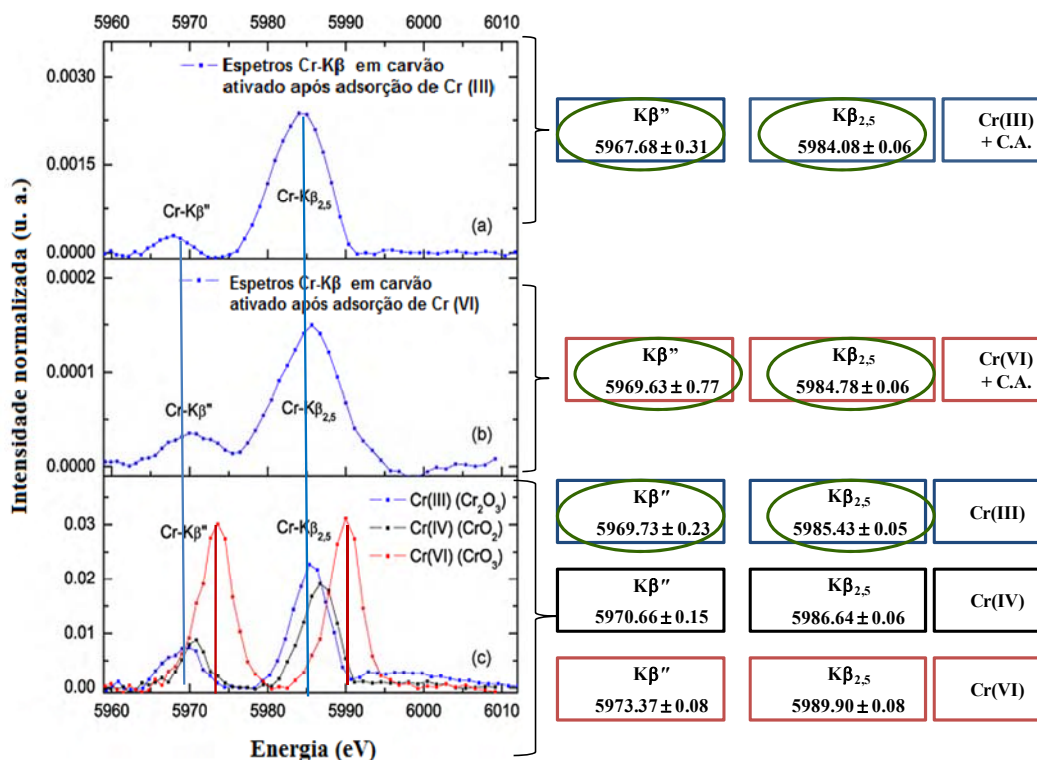 5960 5970 5980 5990 6000 6010
Intensidade normalizada (u. a.)
0.0030
0.0015
0.0000
Espetros Cr-Kβ em carvão
ativado após adsorção de Cr (III)
Cr-Kβ"
Cr-Kβ2,5
(a)
0.0002
0.0001
0.0000
Espetros Cr-Kβ em carvão
ativado após adsorção de Cr (VI)
Cr-Kβ"
Cr-Kβ2,5
(b)
0.03
0.02
0.01
0.00
Cr-Kβ"
Cr-Kβ2,5
Cr(III) (Cr2O3)
Cr(IV) (CrO2)
Cr(VI) (CrO3)
(c)
5960 5970 5980 5990 6000 6010
Energia (eV)
Kβ”
5967.68 ± 0.31
Kβ2,5
5984.08 ± 0.06
Cr(III)
+ C.A.
Kβ”
5969.63 ± 0.77
Kβ2,5
5984.78 ± 0.06
Cr(VI)
+ C.A.
Kβ″
5969.73 ± 0.23
Kβ2,5
5985.43 ± 0.05
Cr(III)
Kβ″
5970.66 ± 0.15
Kβ2,5
5986.64 ± 0.06
Cr(IV)
Kβ″
5973.37 ± 0.08
Kβ2,5
5989.90 ± 0.08
Cr(VI)